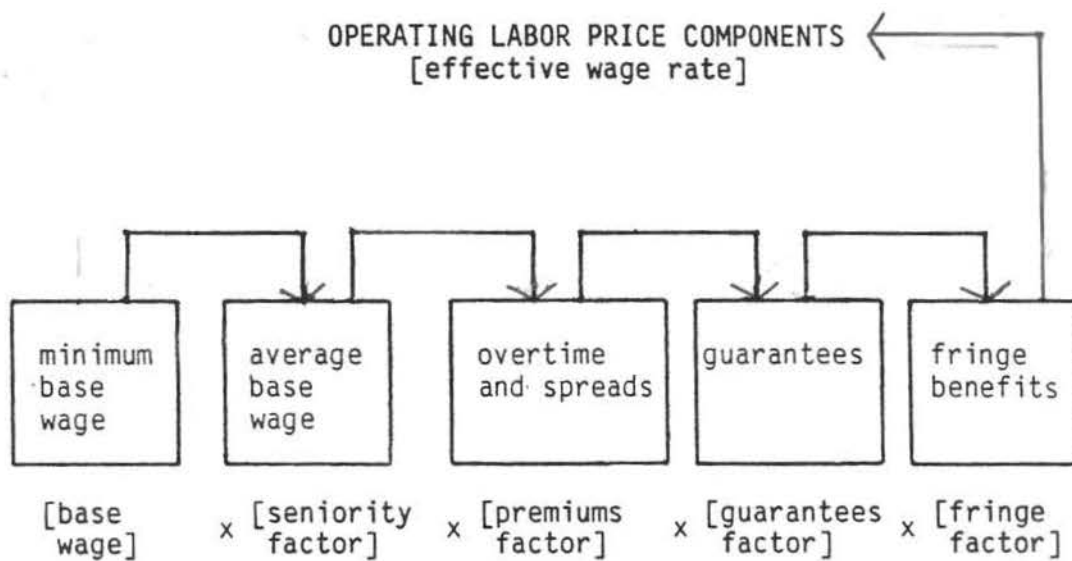 OPERATING LABOR PRICE COMPONENTS
[effective wage rate]
minimum
base
wage
average
base
wage
overtime
and spreads
guarantees
fringe
benefits
[base
wage]
x [seniority
factor]
x [premiums
factor]
x [guarantees
factor]
x [fringe
factor]